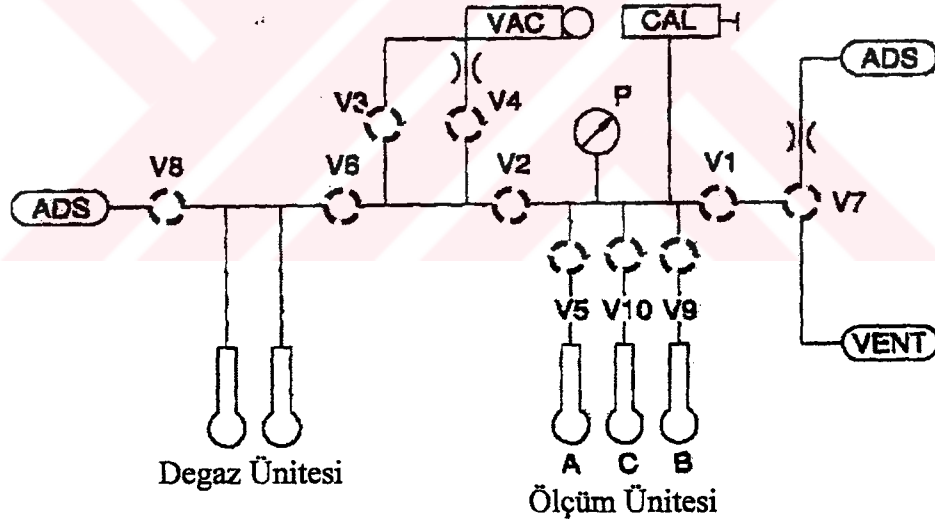 VAC
CAL
ADS
V3
V4
P
V8
V6
V2
V1
ADS
V7
V5
V10
V9
VENT
A
C
B
Degaz Ünitesi
Ölçüm Ünitesi